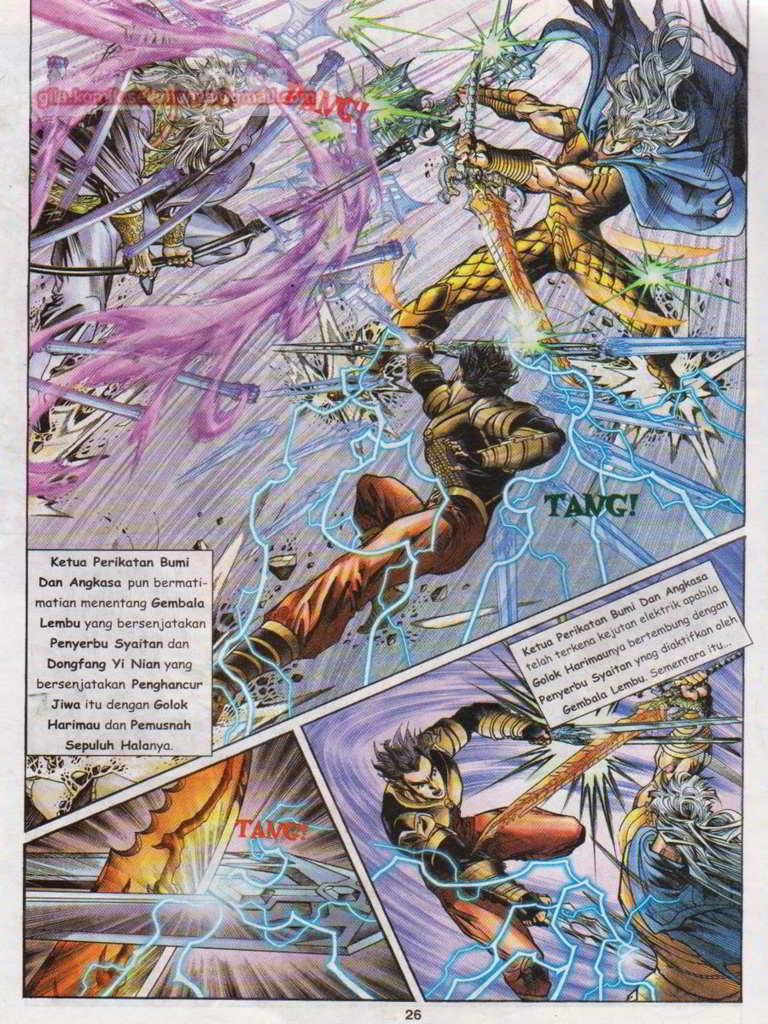 TANG!
TANG!
Ketua Perikatan Bumi
Dan Angkasa pun bermati-
matian menentang Gembala
Lembu yang bersenjatakan
Penyerbu Syaitan dan
Dongfang Yi Nian yang
bersenjatakan Penghancur
Jiwa itu dengan Golok
Harimau dan Pemusnah
Sepuluh Halanya.
Ketua Perikatan Bumi Dan Angkasa
telah terkena kejutan elektrik apabila
Golok Harimaunya bertembung dengan
Penyerbu Syaitan ynag diaktifkan oleh
Gembala Lembu. Sementara itu...
TANG!
26